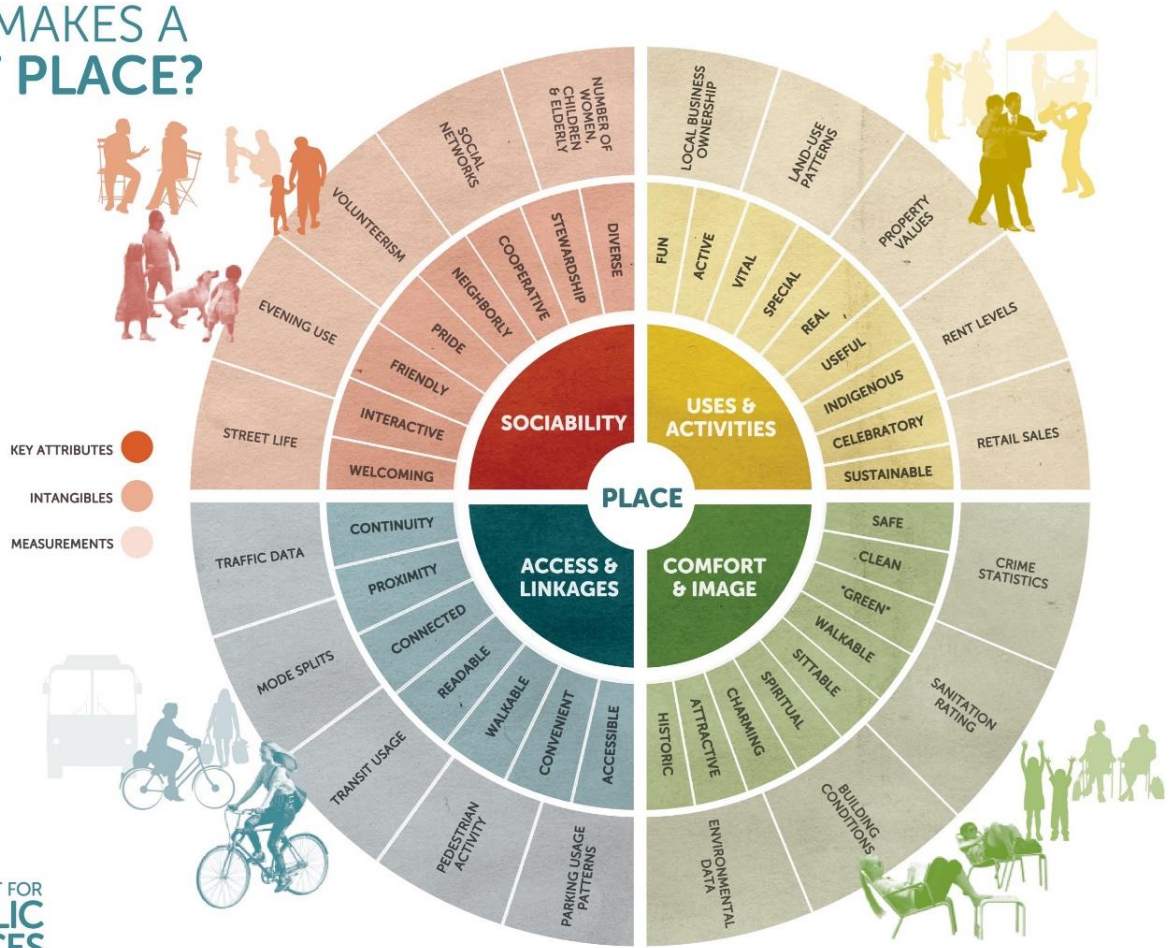 MAKES A
PLACE?
NUMBER OF
WOMEN,
CHILDREN
& ELDERLY
SOCIAL
NETWORKS
VOLUNTEERISM
EVENING USE
STREET LIFE
DIVERSE
STEWARDSHIP
COOPERATIVE
NEIGHBORLY
PRIDE
FRIENDLY
INTERACTIVE
WELCOMING
SOCIABILITY
LOCAL BUSINESS
OWNERSHIP
LAND-USE
PATTERNS
PROPERTY
VALUES
RENT LEVELS
RETAIL SALES
FUN
ACTIVE
VITAL
SPECIAL
REAL
USEFUL
INDIGENOUS
CELEBRATORY
SUSTAINABLE
USES &
ACTIVITIES
PLACE
KEY ATTRIBUTES
INTANGIBLES
MEASUREMENTS
ACCESS &
LINKAGES
CONTINUITY
PROXIMITY
CONNECTED
READABLE
WALKABLE
CONVENIENT
ACCESSIBLE
TRAFFIC DATA
MODE SPLITS
TRANSIT USAGE
PEDESTRIAN
ACTIVITY
PARKING USAGE
PATTERNS
COMFORT
& IMAGE
SAFE
CLEAN
"GREEN"
WALKABLE
SITTABLE
SPIRITUAL
CHARMING
ATTRACTIVE
HISTORIC
CRIME
STATISTICS
SANITATION
RATING
BUILDING
CONDITIONS
ENVIRONMENTAL
DATA
T FOR
LIC
CES